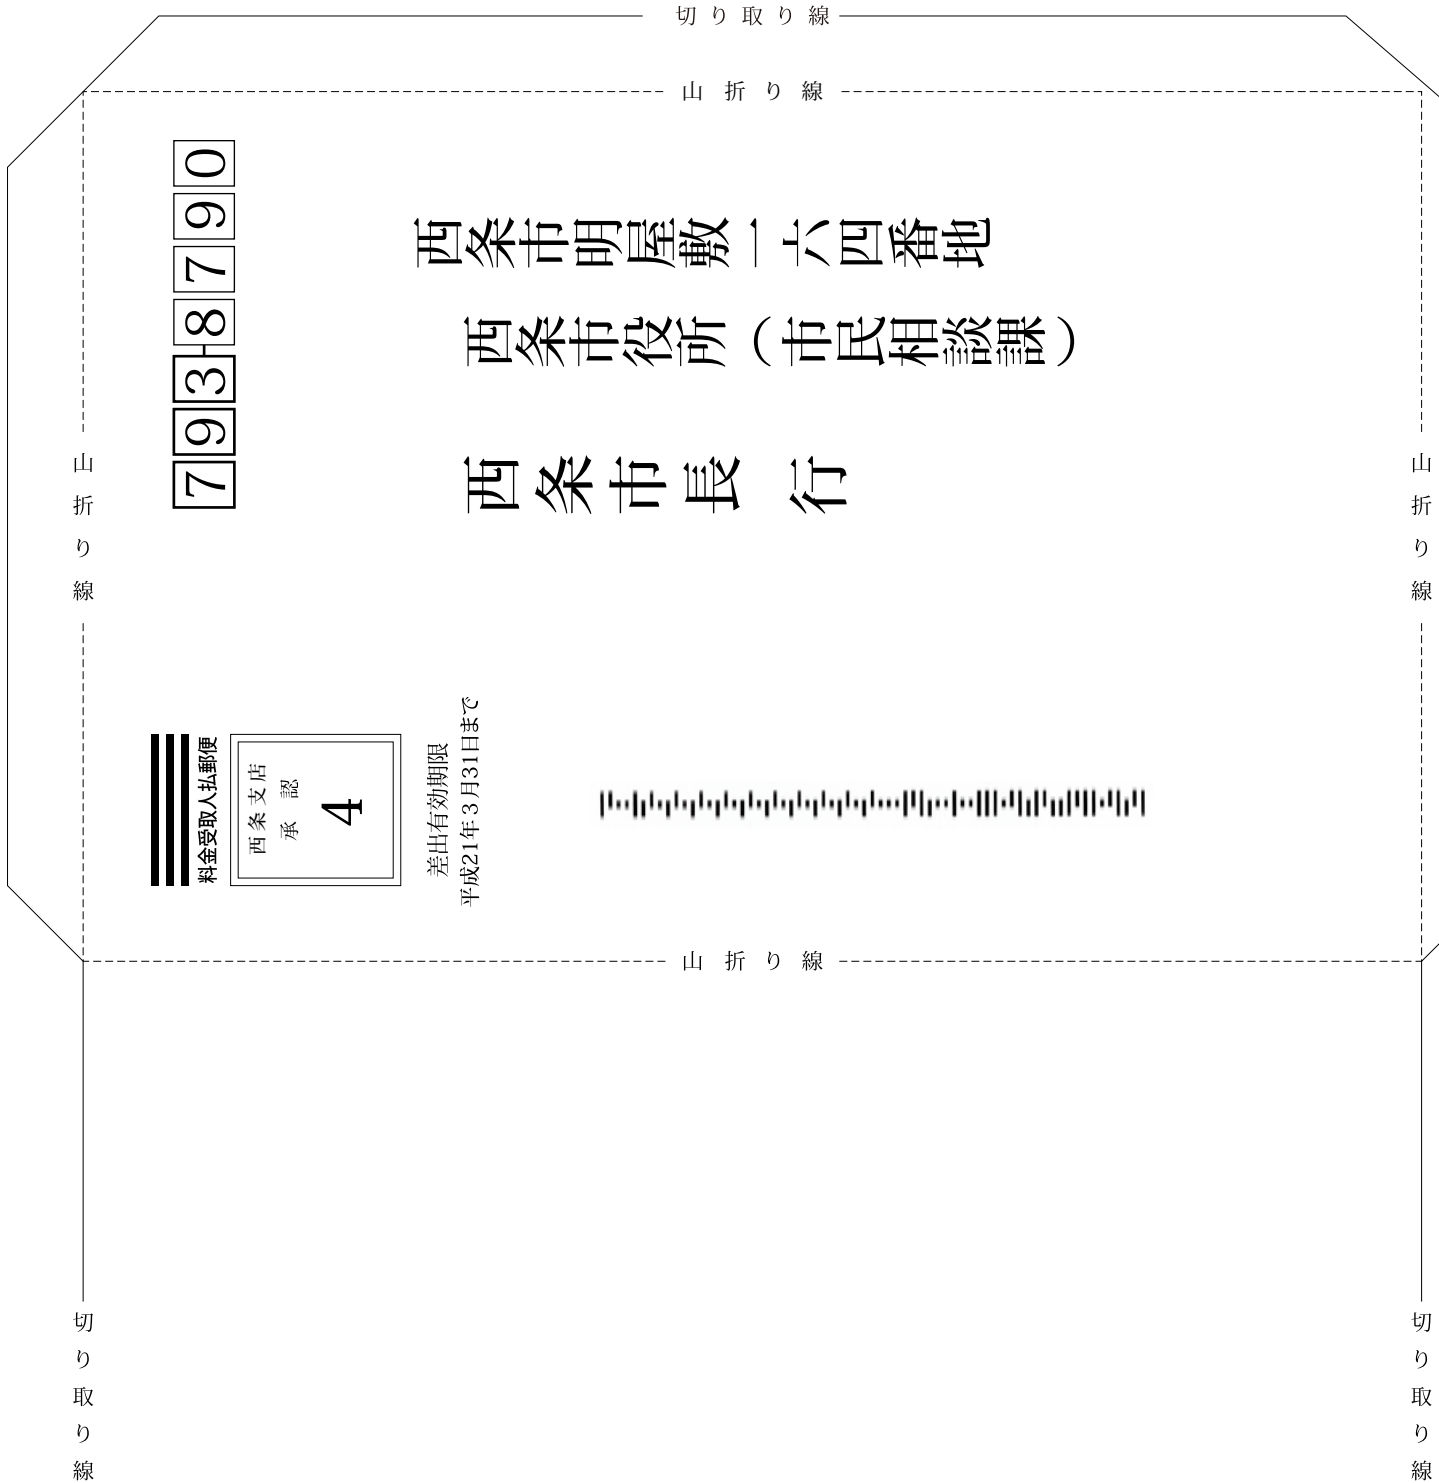 切り取り線
山折り線
7938790
西条市明屋敷一六四番地
西条市役所(市民相談課)
西条市長 行
山折り線
山折り線
料金受取人払郵便
西条支店
承認
4
差出有効期限
平成21年3月31日まで
山折り線
切り取り線
切り取り線